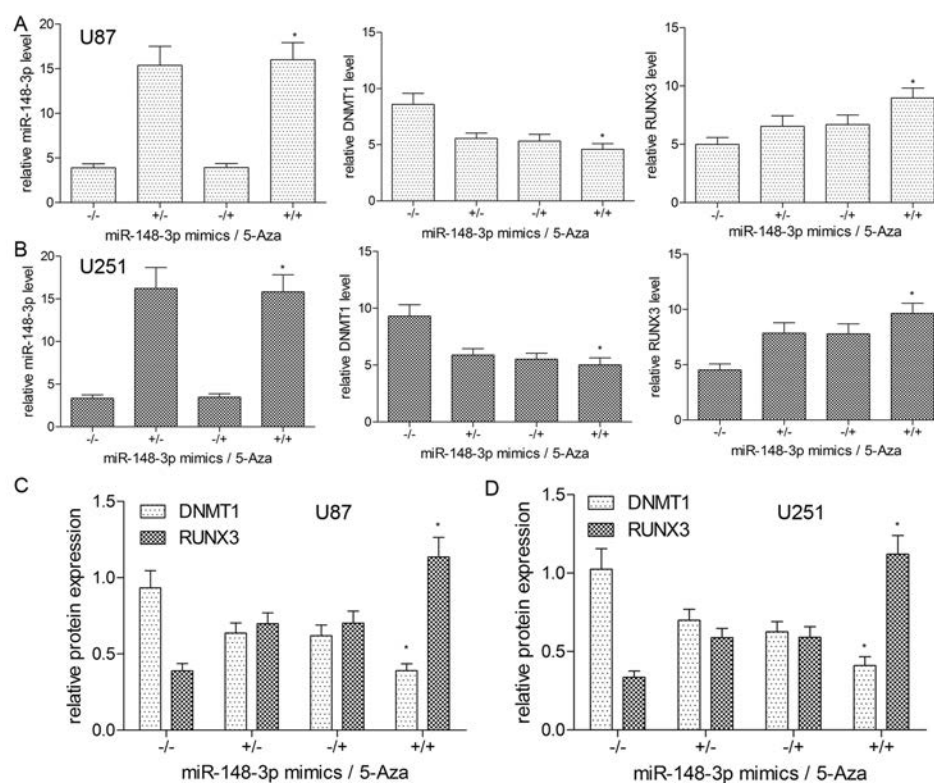 A
U87
relative miR-148-3p level
20
15
10
5
0
-/-
+/-
-/+
+/+
*
miR-148-3p mimics / 5-Aza
relative DNMT1 level
15
10
5
0
-/-
+/-
-/+
+/+
*
miR-148-3p mimics / 5-Aza
relative RUNX3 level
15
10
5
0
-/-
+/-
-/+
+/+
*
miR-148-3p mimics / 5-Aza
B
U251
relative miR-148-3p level
20
15
10
5
0
-/-
+/-
-/+
+/+
*
miR-148-3p mimics / 5-Aza
relative DNMT1 level
15
10
5
0
-/-
+/-
-/+
+/+
*
miR-148-3p mimics / 5-Aza
relative RUNX3 level
15
10
5
0
-/-
+/-
-/+
+/+
*
miR-148-3p mimics / 5-Aza
C
U87
DNMT1
RUNX3
relative protein expression
1.5
1.0
0.5
0.0
-/-
+/-
-/+
+/+
*
*
miR-148-3p mimics / 5-Aza
D
U251
DNMT1
RUNX3
relative protein expression
1.5
1.0
0.5
0.0
-/-
+/-
-/+
+/+
*
*
miR-148-3p mimics / 5-Aza